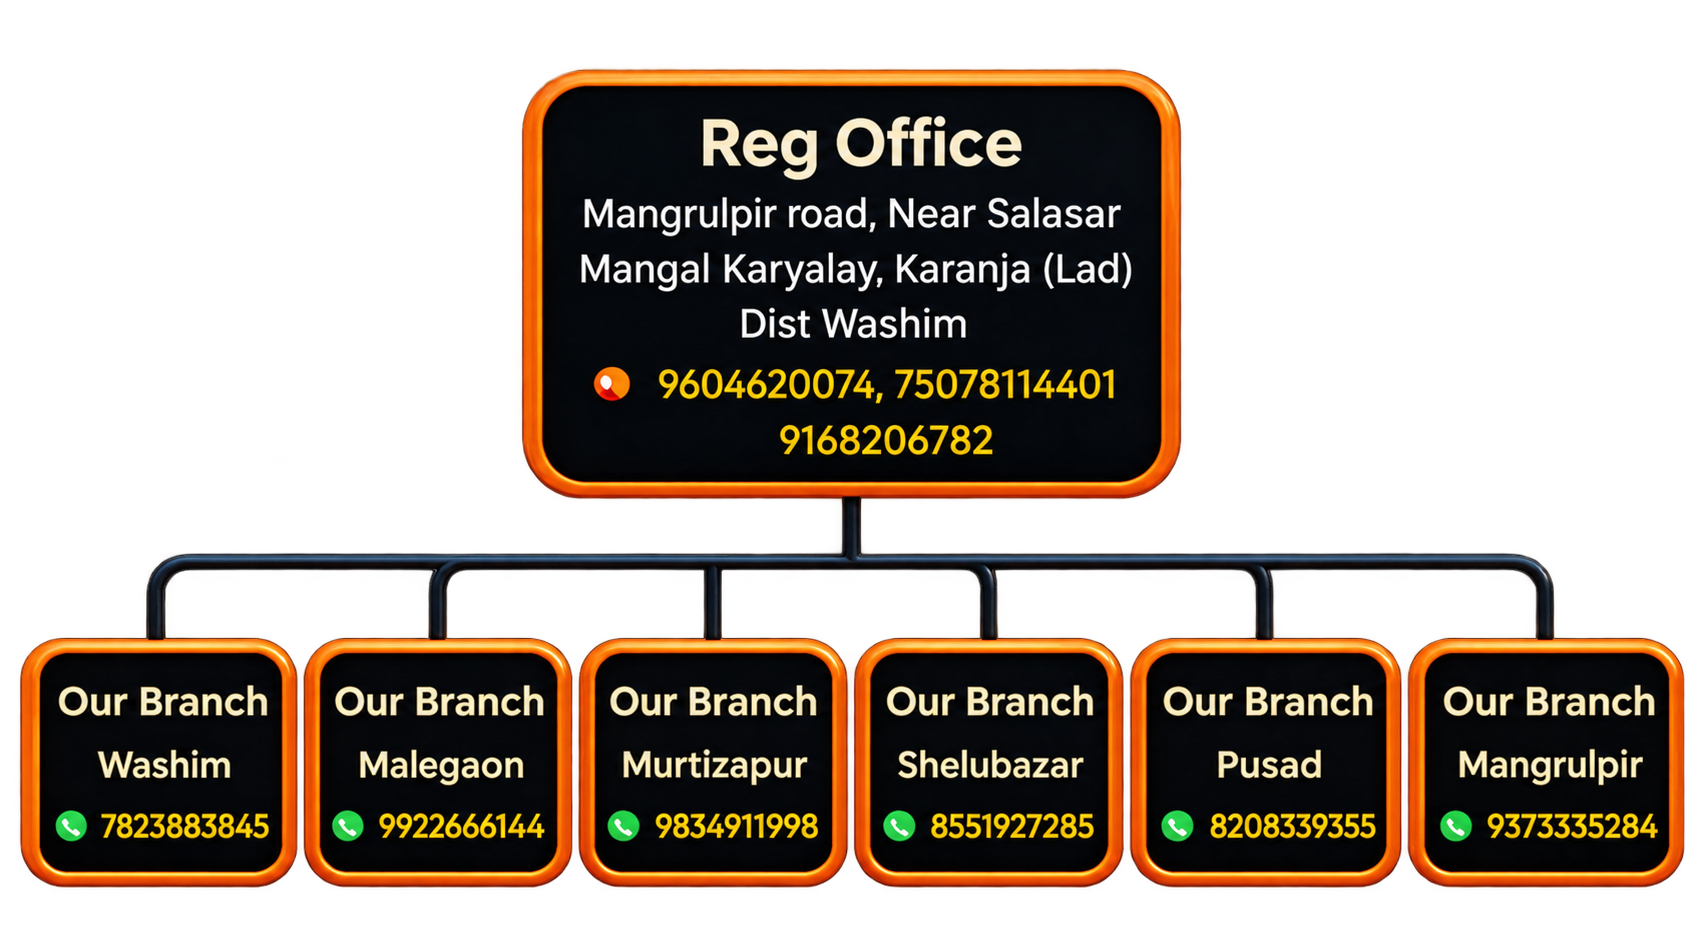 Reg Office
Mangrulpir road, Near Salasar
Mangal Karyalay, Karanja (Lad)
Dist Washim
9604620074, 75078114401
9168206782
Our Branch
Washim
7823883845
Our Branch
Malegaon
9922666144
Our Branch
Murtizapur
9834911998
Our Branch
Shelubazar
8551927285
Our Branch
Pusad
8208339355
Our Branch
Mangrulpir
9373335284